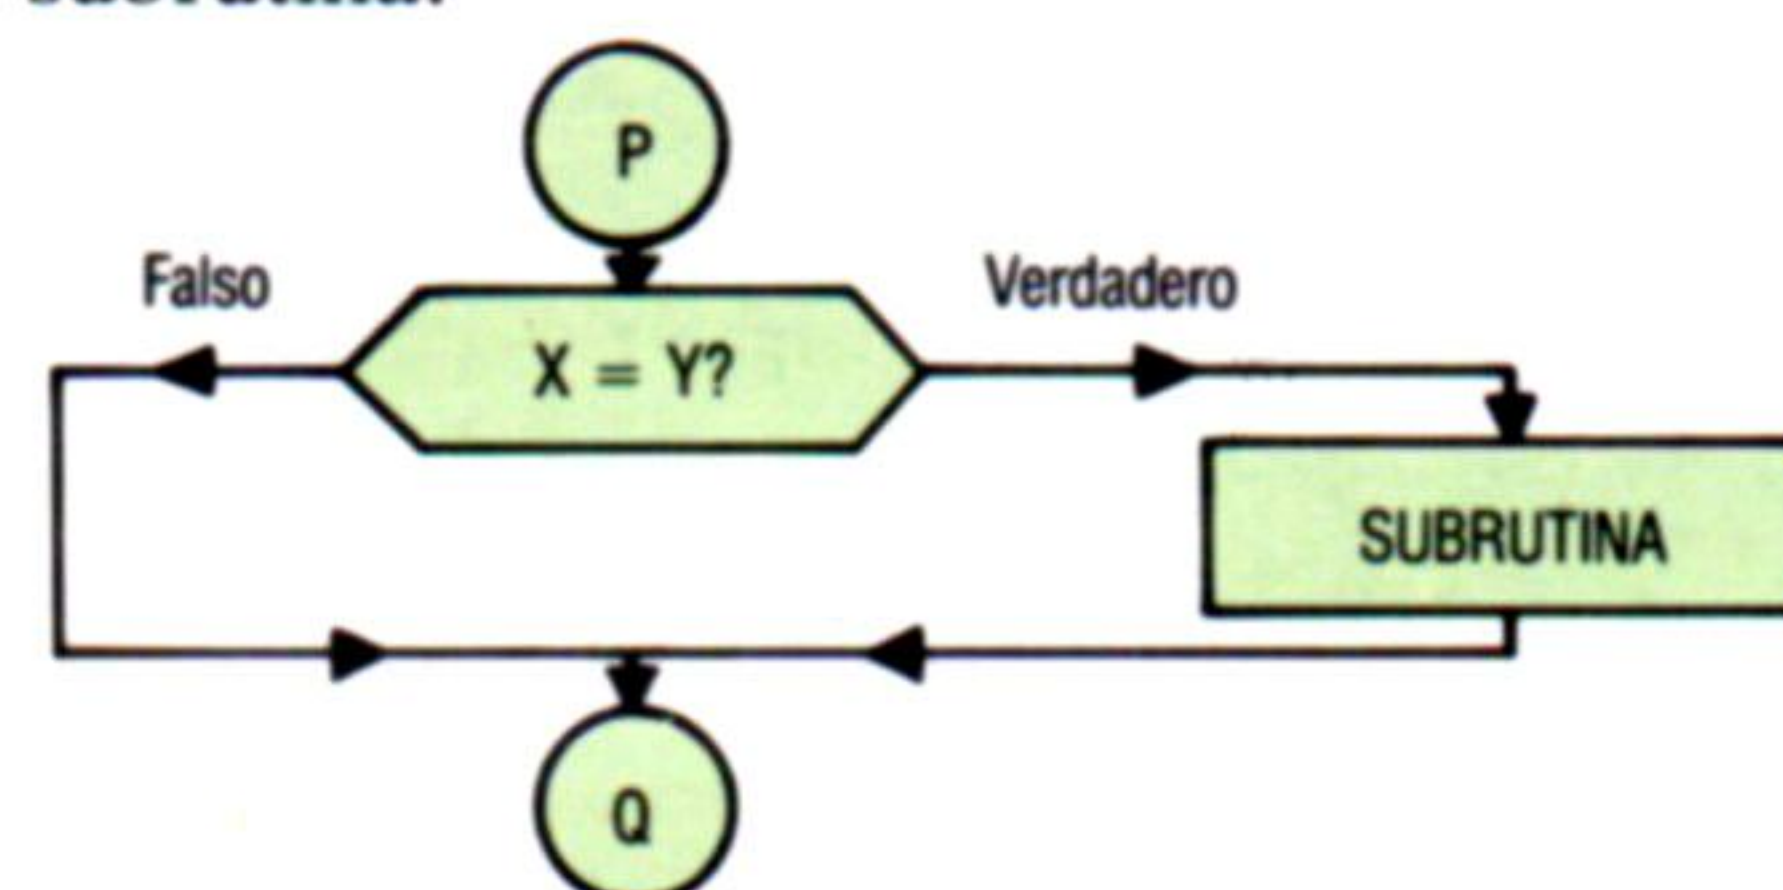 P
Falso
Verdadero
X = Y?
SUBRUTINA
Q